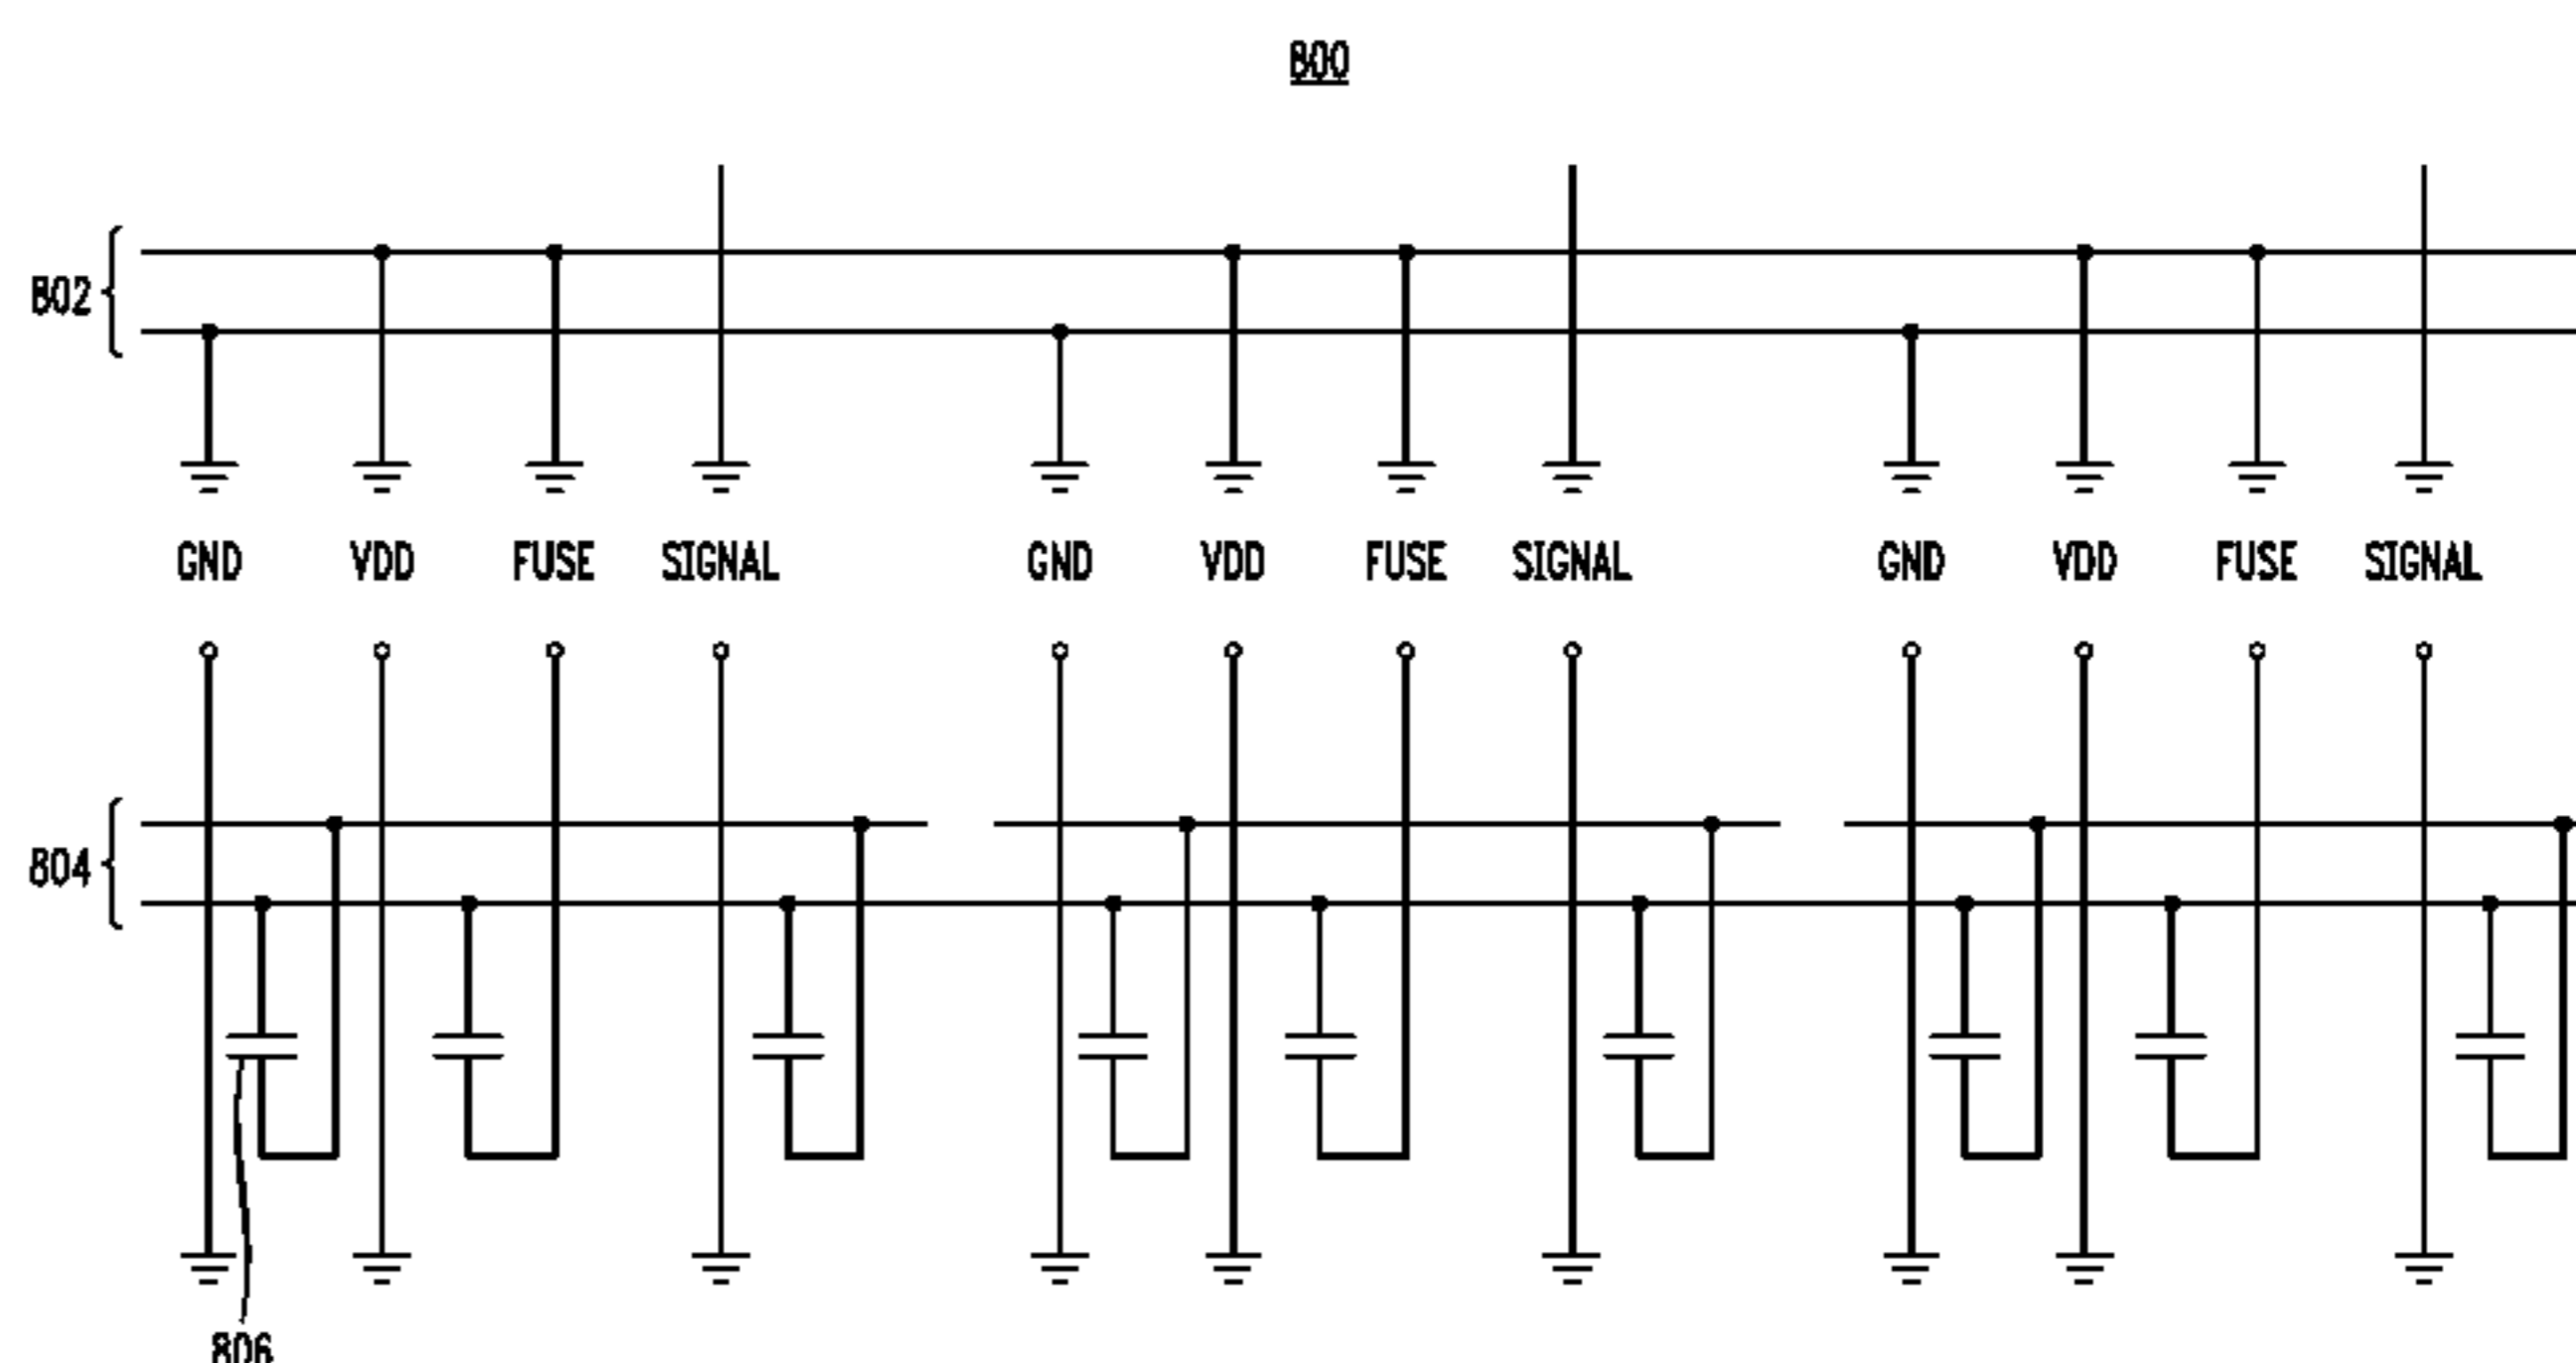 800
802
GND VDD FUSE SIGNAL GND VDD FUSE SIGNAL GND VDD FUSE SIGNAL
804
806